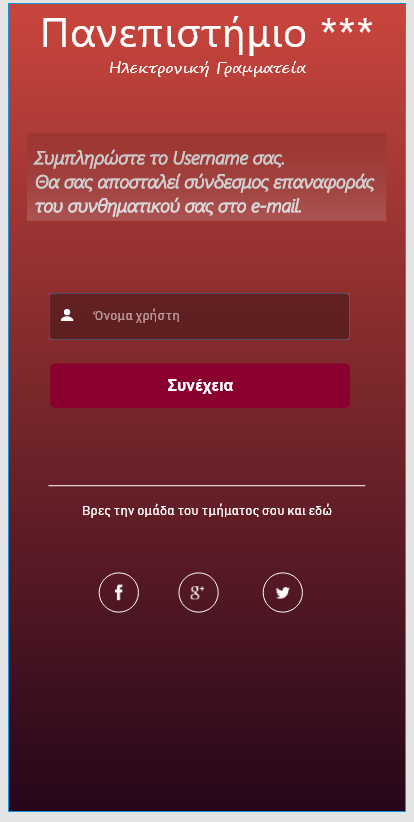 Πανεπιστήμιο ***
Ηλεκτρονική Γραμματεία
Συμπληρώστε το Username σας.
Θα σας αποσταλεί σύνδεσμος επαναφοράς
του συνθηματικού σας στο e-mail.
Όνομα χρήστη
Συνέχεια
Βρες την ομάδα του τμήματος σου και εδώ
f
g+